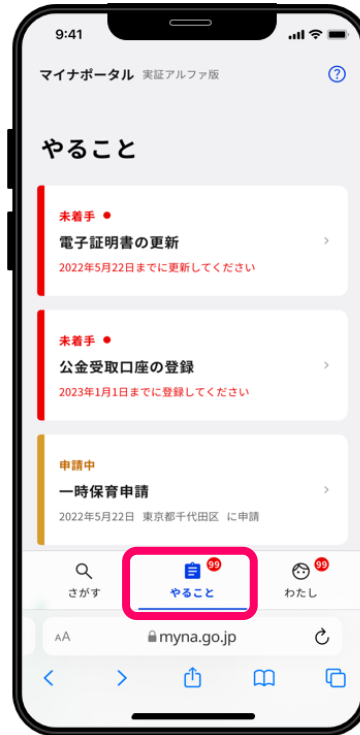 9:41
マイナポータル 実証アルファ版
?
やること
未着手
電子証明書の更新
2022年5月22日までに更新してください
未着手
公金受取口座の登録
2023年1月1日までに登録してください
申請中
一時保育申請
2022年5月22日 東京都千代田区 に申請
99 99
さがす やること わたし
AA myna.go.jp